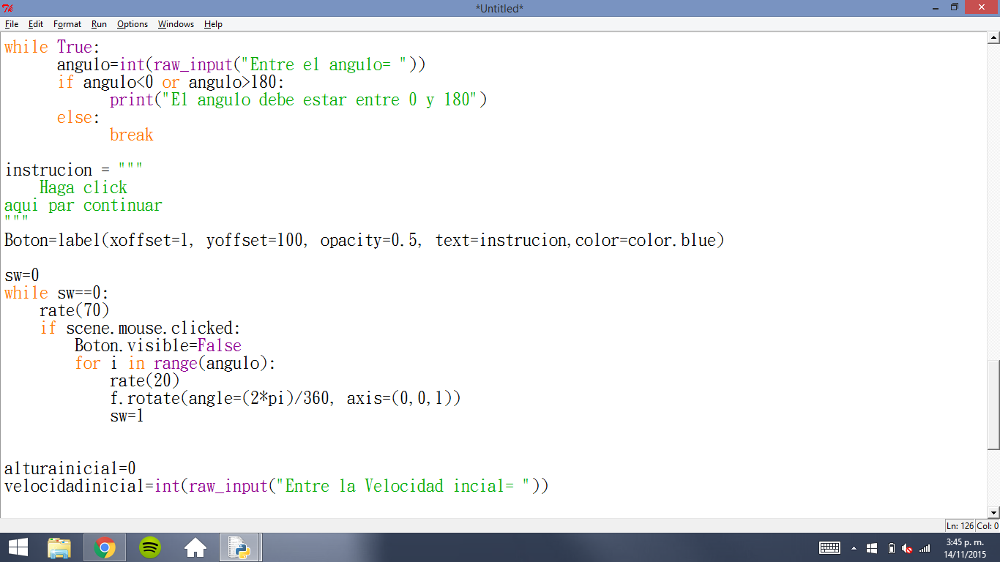 *Untitled*
File Edit Format Run Options Windows Help
while True:
      angulo=int(raw_input("Entre el angulo= "))
      if angulo<0 or angulo>180:
            print("El angulo debe estar entre 0 y 180")
      else:
            break
instrucion = """
    Haga click
aqui par continuar
"""
Boton=label(xoffset=1, yoffset=100, opacity=0.5, text=instrucion,color=color.blue)
sw=0
while sw==0:
    rate(70)
    if scene.mouse.clicked:
        Boton.visible=False
        for i in range(angulo):
            rate(20)
            f.rotate(angle=(2*pi)/360, axis=(0,0,1))
            sw=1
alturainicial=0
velocidadinicial=int(raw_input("Entre la Velocidad incial= "))
Ln: 126 Col: 0
3:45 p. m.
14/11/2015